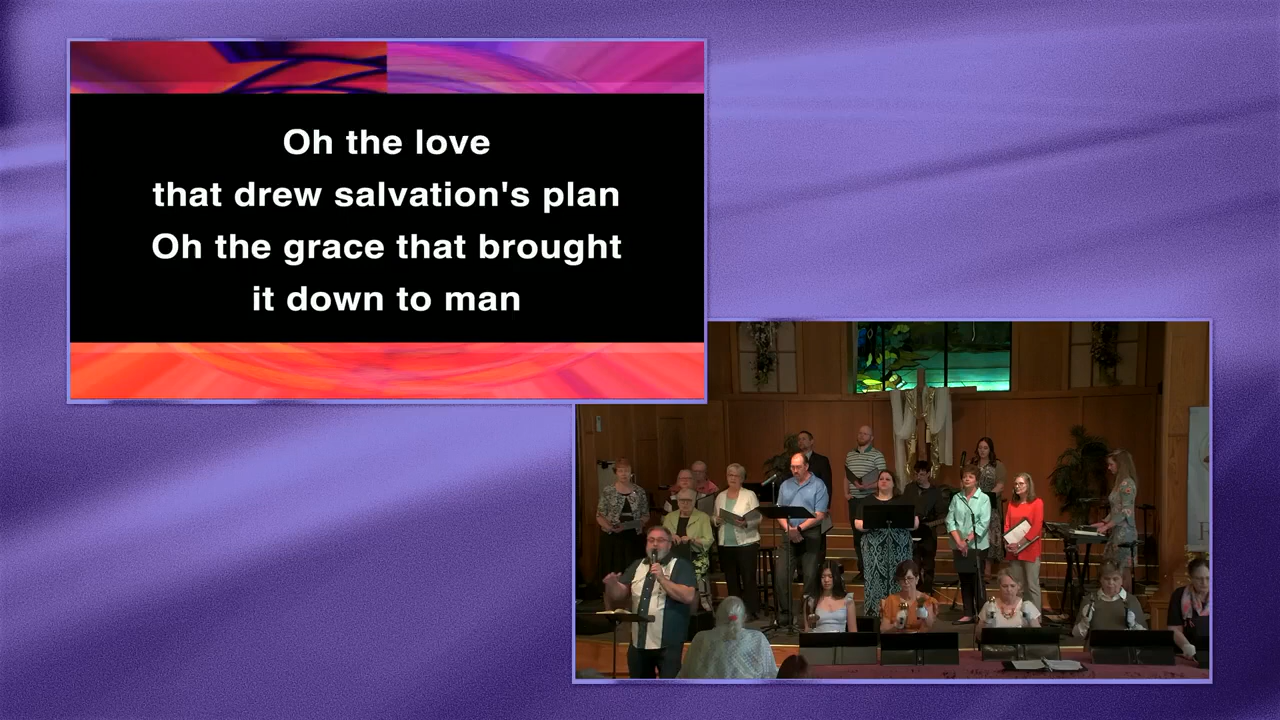 Oh the love
that drew salvation's plan
Oh the grace that brought
it down to man